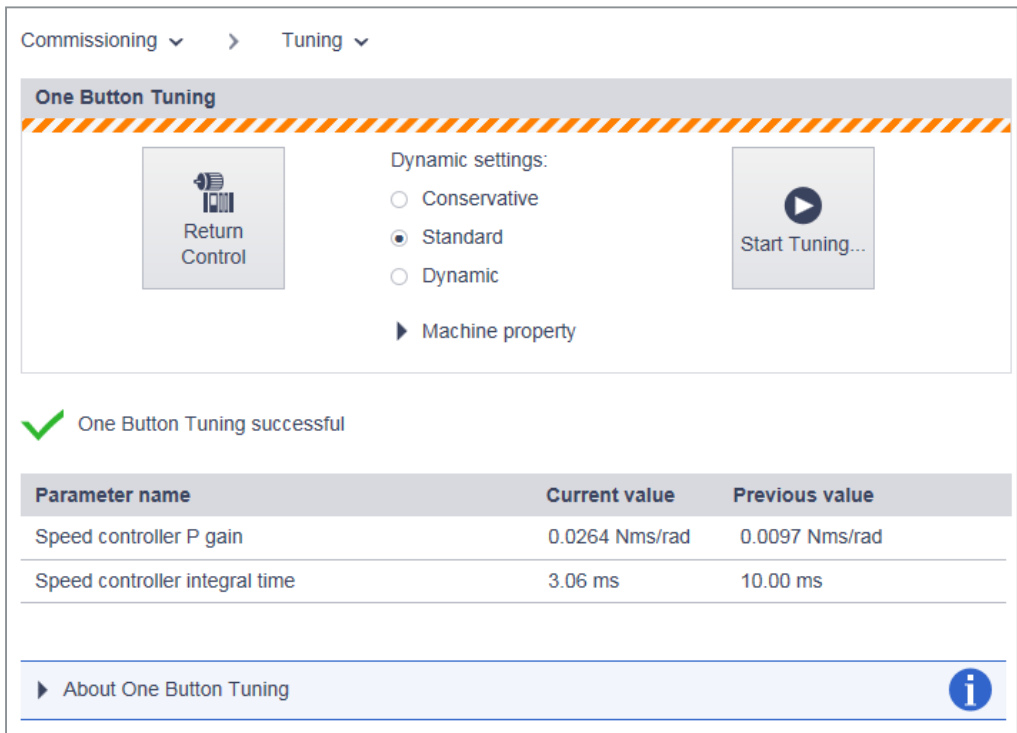 Commissioning > Tuning
One Button Tuning
Return
Control
Dynamic settings:
Conservative
Standard
Dynamic
Machine property
Start Tuning...
One Button Tuning successful
Parameter name Current value Previous value
Speed controller P gain 0.0264 Nms/rad 0.0097 Nms/rad
Speed controller integral time 3.06 ms 10.00 ms
About One Button Tuning
i